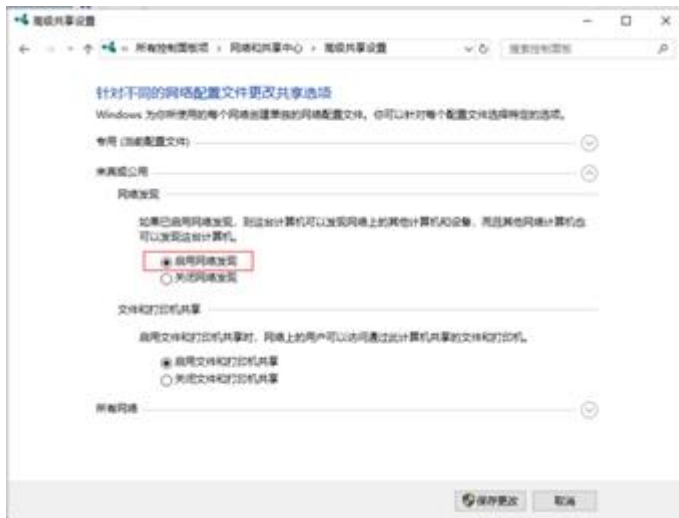 高级共享设置
« 所有控制面板项 › 网络和共享中心 › 高级共享设置
搜索控制面板
针对不同的网络配置文件更改共享选项
Windows 为你所使用的每个网络创建单独的网络配置文件。你可以针对每个配置文件选择特定的选项。
专用 (当前配置文件)
来宾或公用
网络发现
如果已启用网络发现，则这台计算机可以发现网络上的其他计算机和设备，而且其他网络计算机也
可以发现这台计算机。
启用网络发现
关闭网络发现
文件和打印机共享
启用文件和打印机共享时，网络上的用户可以访问通过此计算机共享的文件和打印机。
启用文件和打印机共享
关闭文件和打印机共享
所有网络
保存更改
取消